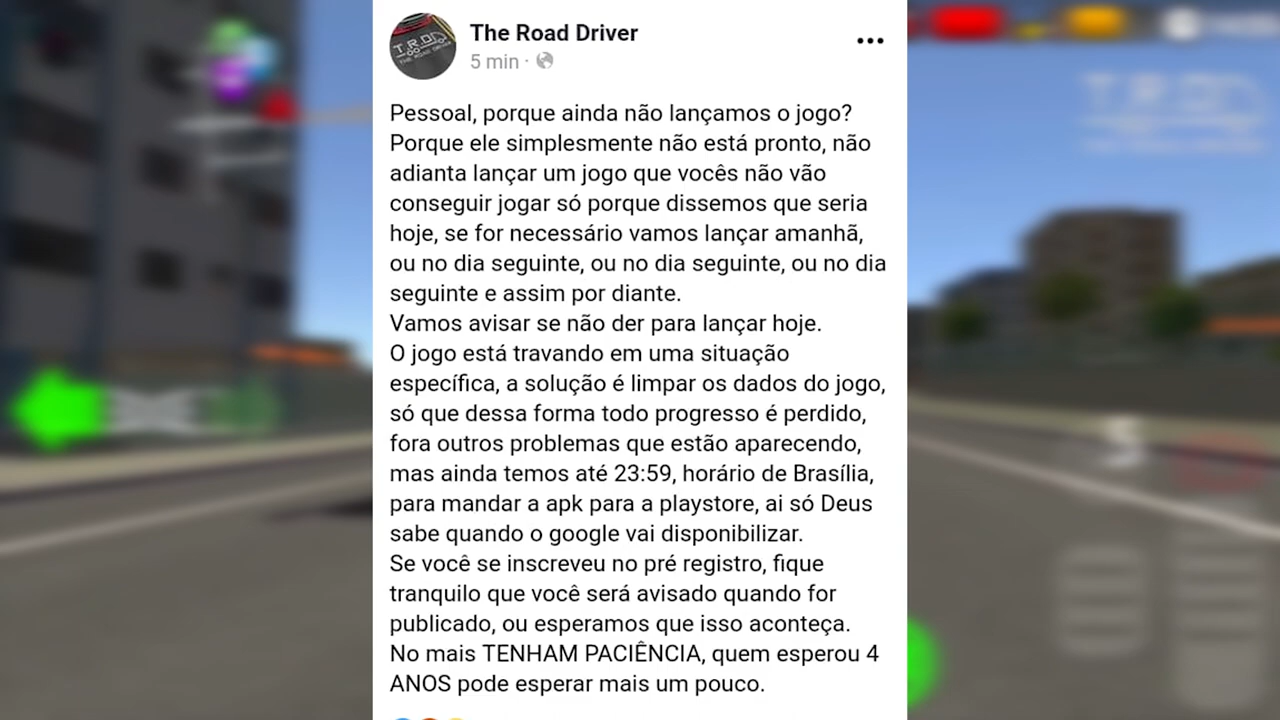 The Road Driver
5 min ·
Pessoal, porque ainda não lançamos o jogo?
Porque ele simplesmente não está pronto, não
adianta lançar um jogo que vocês não vão
conseguir jogar só porque dissemos que seria
hoje, se for necessário vamos lançar amanhã,
ou no dia seguinte, ou no dia seguinte, ou no dia
seguinte e assim por diante.
Vamos avisar se não der para lançar hoje.
O jogo está travando em uma situação
específica, a solução é limpar os dados do jogo,
só que dessa forma todo progresso é perdido,
fora outros problemas que estão aparecendo,
mas ainda temos até 23:59, horário de Brasília,
para mandar a apk para a playstore, ai só Deus
sabe quando o google vai disponibilizar.
Se você se inscreveu no pré registro, fique
tranquilo que você será avisado quando for
publicado, ou esperamos que isso aconteça.
No mais TENHAM PACIÊNCIA, quem esperou 4
ANOS pode esperar mais um pouco.